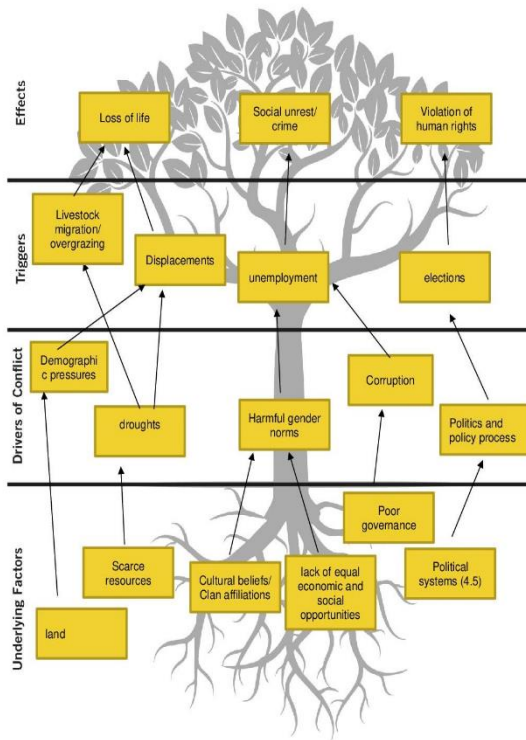 Effects
Loss of life
Social unrest/
crime
Violation of
human rights
Triggers
Livestock
migration/
overgrazing
Displacements
unemployment
elections
Drivers of Conflict
Demographi
c pressures
droughts
Harmful gender
norms
Corruption
Politics and
policy process
Underlying Factors
land
Scarce
resources
Cultural beliefs/
Clan affiliations
lack of equal
economic and
social
opportunities
Poor
governance
Political
systems (4.5)